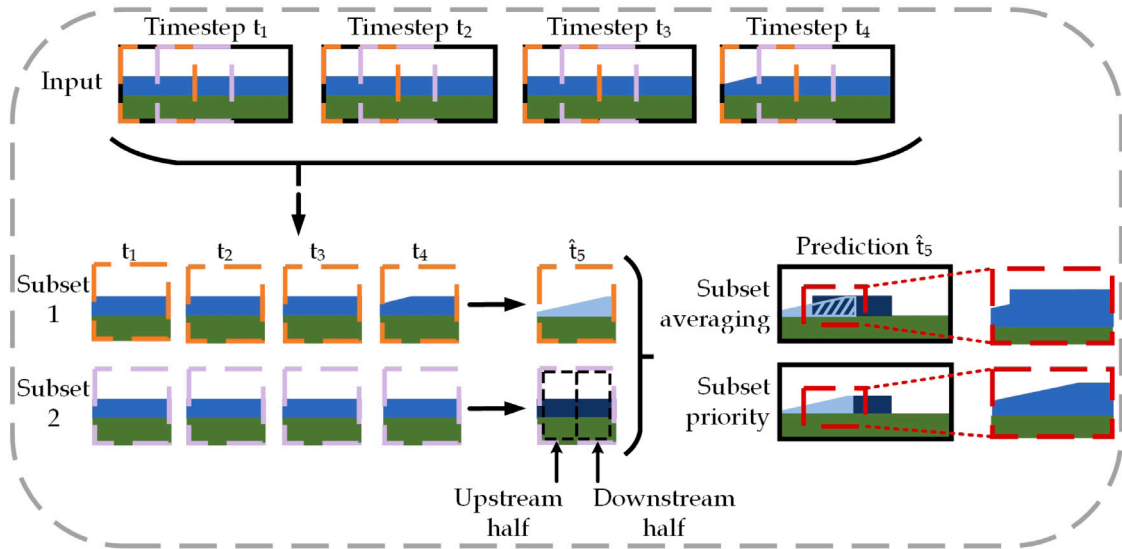 Timestep t₁ Timestep t₂ Timestep t₃ Timestep t₄
Input
t₁ t₂ t₃ t₄ t̂₅
Subset
1
Subset
2
Upstream
half
Downstream
half
Prediction t̂₅
Subset
averaging
Subset
priority